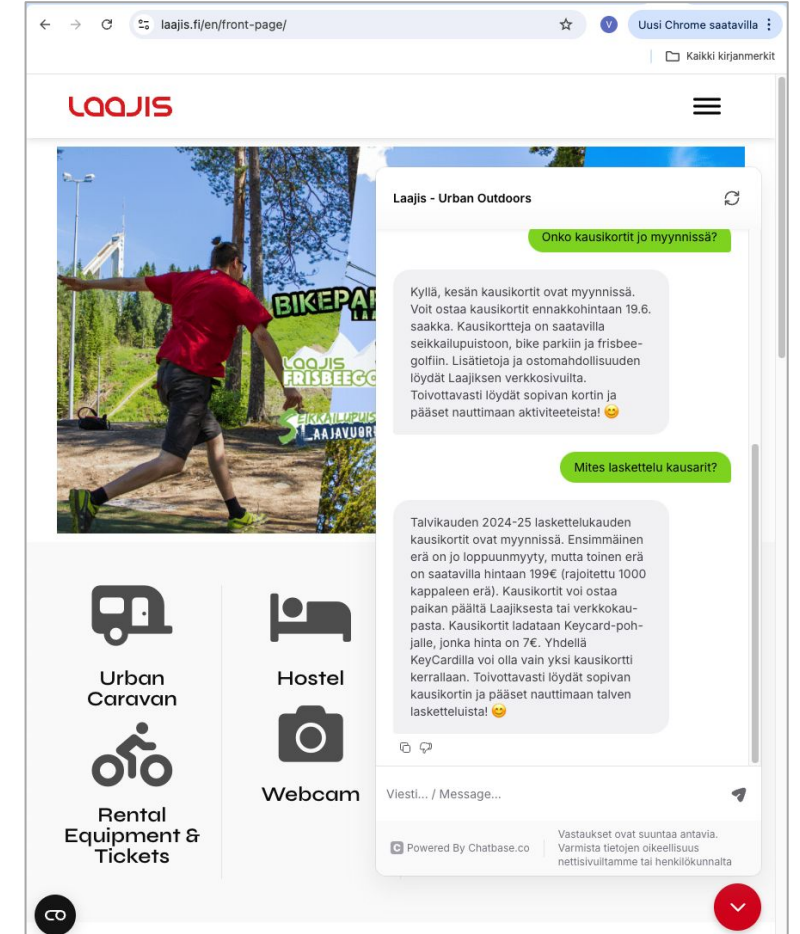 laajis.fi/en/front-page/
V
Uusi Chrome saatavilla
Kaikki kirjanmerkit
LAAJIS
BIKEPA
LAAJIS
FRISBEEGO
SEIKKAILUPUIS
LAAJAVUOR
Urban
Caravan
Hostel
Rental
Equipment &
Tickets
Webcam
Laajis - Urban Outdoors
Onko kausikortit jo myynnissä?
Kyllä, kesän kausikortit ovat myynnissä.
Voit ostaa kausikortit ennakkohintaan 19.6.
saakka. Kausikortteja on saatavilla
seikkailupuistoon, bike parkiin ja frisbee-
golfiin. Lisätietoja ja ostomahdollisuuden
löydät Laajiksen verkkosivuilta.
Toivottavasti löydät sopivan kortin ja
pääset nauttimaan aktiviteeteista! 😊
Mites laskettelu kausarit?
Talvikauden 2024-25 laskettelukauden
kausikortit ovat myynnissä. Ensimmäinen
erä on jo loppuunmyyty, mutta toinen erä
on saatavilla hintaan 199€ (rajoitettu 1000
kappaleen erä). Kausikortit voi ostaa
paikan päältä Laajiksesta tai verkkokau-
pasta. Kausikortit ladataan Keycard-poh-
jalle, jonka hinta on 7€. Yhdellä
KeyCardilla voi olla vain yksi kausikortti
kerrallaan. Toivottavasti löydät sopivan
kausikortin ja pääset nauttimaan talven
lasketteluista! 😊
Viesti... / Message...
Powered By Chatbase.co
Vastaukset ovat suuntaa antavia.
Varmista tietojen oikeellisuus
nettisivuiltamme tai henkilökunnalta